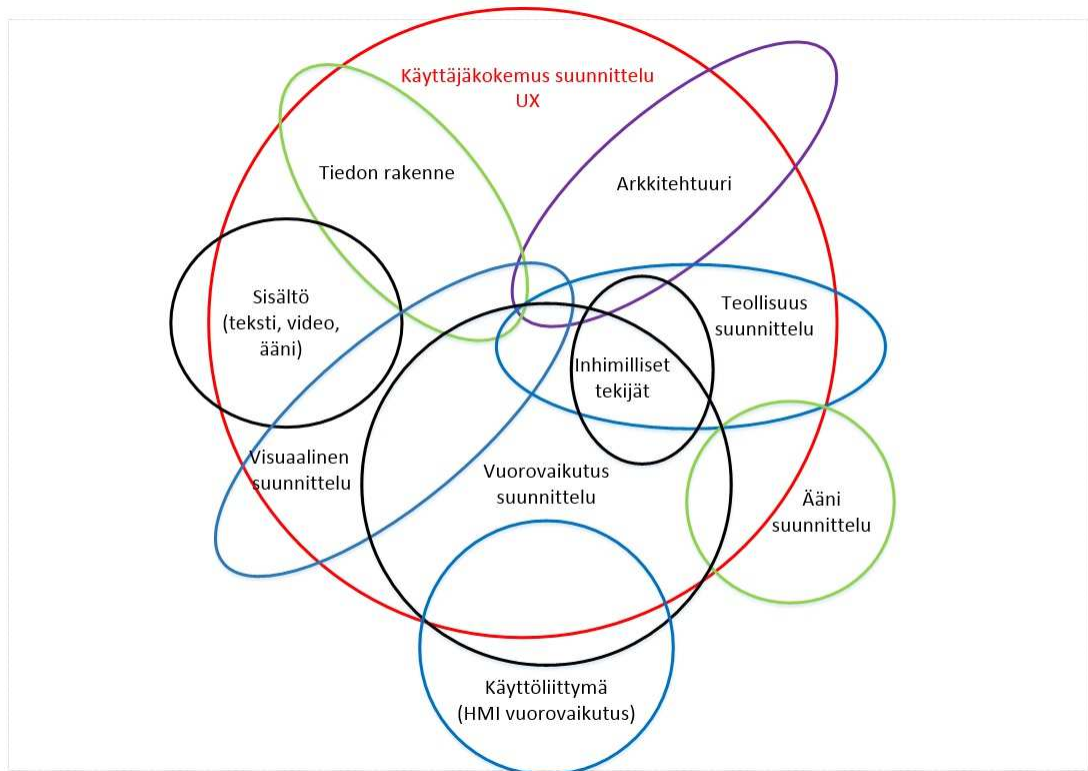 Käyttäjäkokemus suunnittelu
UX
Tiedon rakenne
Arkkitehtuuri
Sisältö
(teksti, video,
ääni)
Teollisuus
suunnittelu
Inhimilliset
tekijät
Visuaalinen
suunnittelu
Vuorovaikutus
suunnittelu
Ääni
suunnittelu
Käyttöliittymä
(HMI vuorovaikutus)